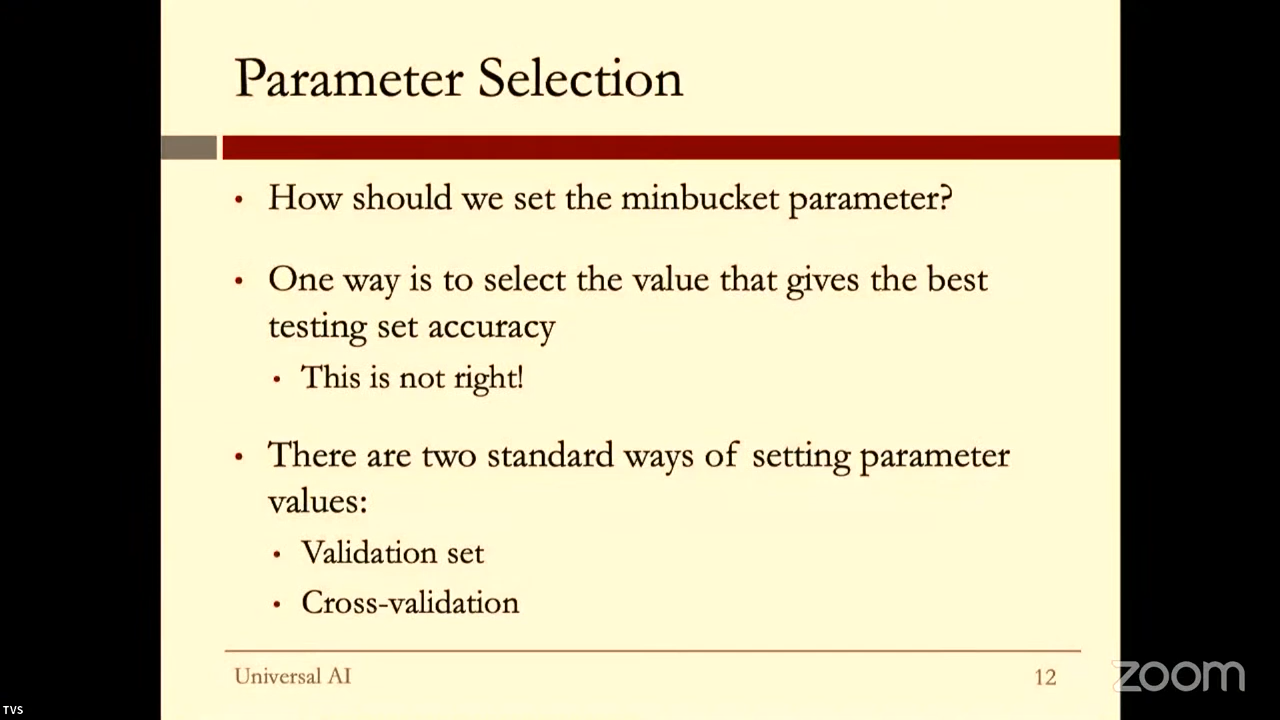 Parameter Selection
• How should we set the minbucket parameter?
• One way is to select the value that gives the best
testing set accuracy
• This is not right!
• There are two standard ways of setting parameter
values:
• Validation set
• Cross-validation
Universal AI
12
zoom
TVS